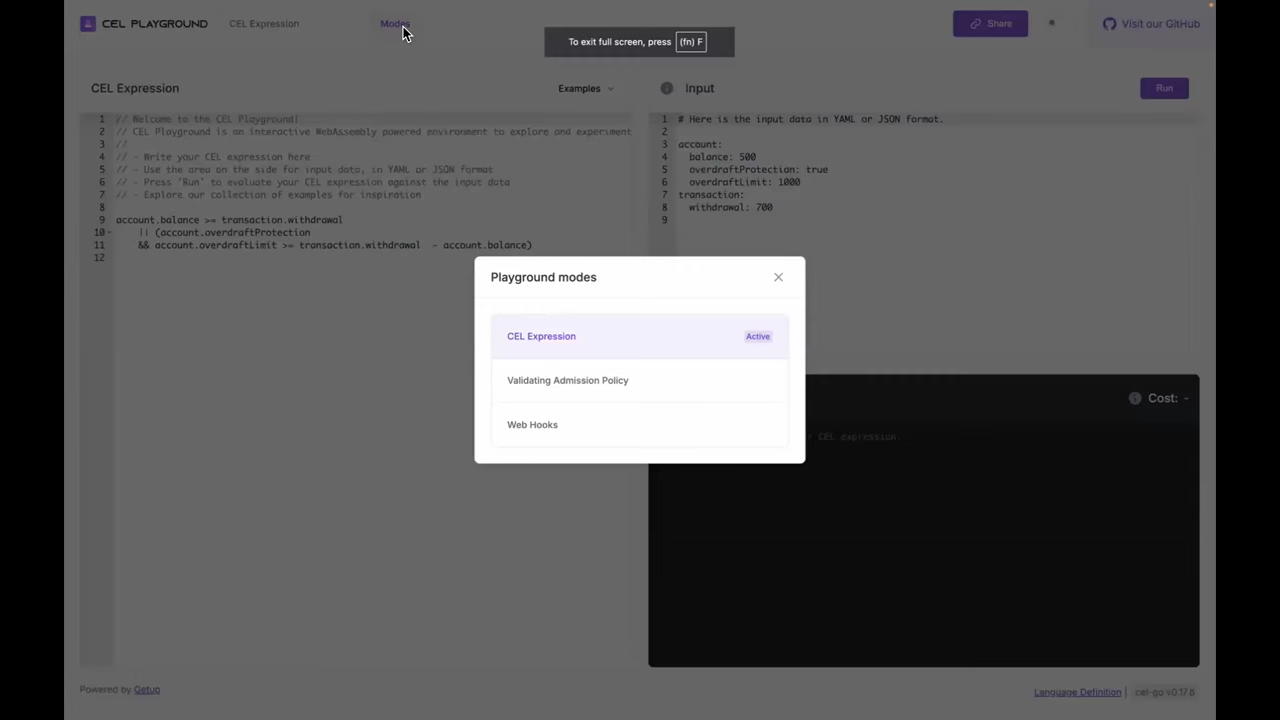 CEL PLAYGROUND
CEL Expression
Modes
Share
Visit our GitHub
To exit full screen, press (fn) F
CEL Expression
Examples
Input
Run
1 // Welcome to the CEL Playground!
2 // CEL Playground is an interactive WebAssembly powered environment to explore and experiment
3 //
4 // - Write your CEL expression here
5 // - Use the area on the side for input data, in YAML or JSON format
6 // - Press 'Run' to evaluate your CEL expression against the input data
7 // - Explore our collection of examples for inspiration
8
9 account.balance >= transaction.withdrawal
10 || (account.overdraftProtection
11 && account.overdraftLimit >= transaction.withdrawal - account.balance)
12
1 # Here is the input data in YAML or JSON format.
2
3 account:
4 balance: 500
5 overdraftProtection: true
6 overdraftLimit: 1000
7 transaction:
8 withdrawal: 700
9
Playground modes
CEL Expression
Active
Validating Admission Policy
Web Hooks
Cost: -
CEL expression.
Powered by Getup
Language Definition
cel-go v0.17.8